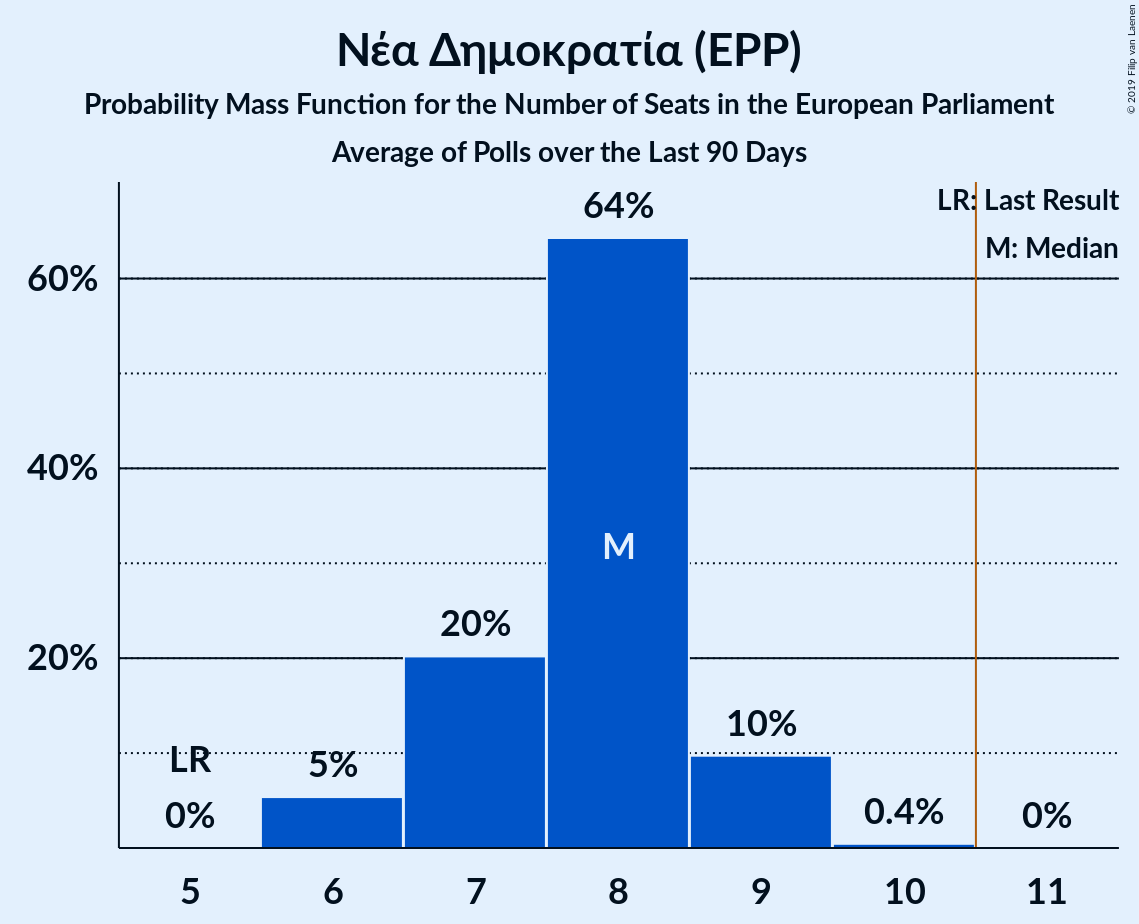 Νέα Δημοκρατία (EPP)
Probability Mass Function for the Number of Seats in the European Parliament
Average of Polls over the Last 90 Days
© 2019 Filip van Laenen
LR: Last Result
M: Median
64%
60%
40%
M
20%
20%
10%
LR
5%
0%
0.4%
0%
5 6 7 8 9 10 11